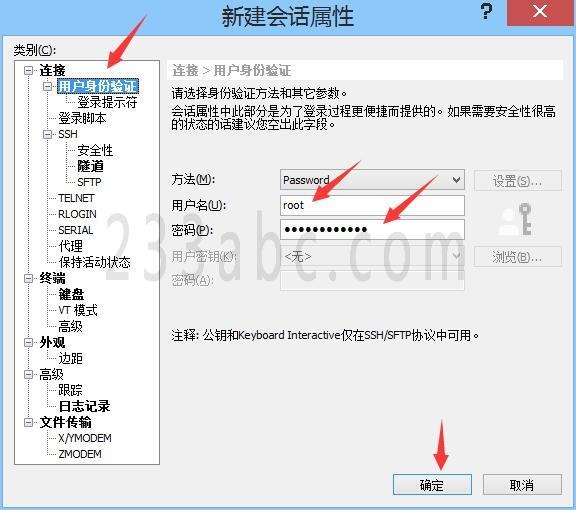 新建会话属性
?
类别(C):
连接
用户身份验证
登录提示符
登录脚本
SSH
安全性
隧道
SFTP
TELNET
RLOGIN
SERIAL
代理
保持活动状态
终端
键盘
VT 模式
高级
外观
边距
高级
跟踪
日志记录
文件传输
X/YMODEM
ZMODEM
连接 > 用户身份验证
请选择身份验证方法和其它参数。
会话属性中此部分是为了登录过程更便捷而提供的。如果需要安全性很高
的状态的话建议您空出此字段。
方法(M):
Password
设置(S)...
用户名(U):
root
密码(P):
●●●●●●●●●●●●
用户密钥(K):
<无>
浏览(B)...
密码(A):
注释: 公钥和Keyboard Interactive仅在SSH/SFTP协议中可用。
确定
取消
233abc.com